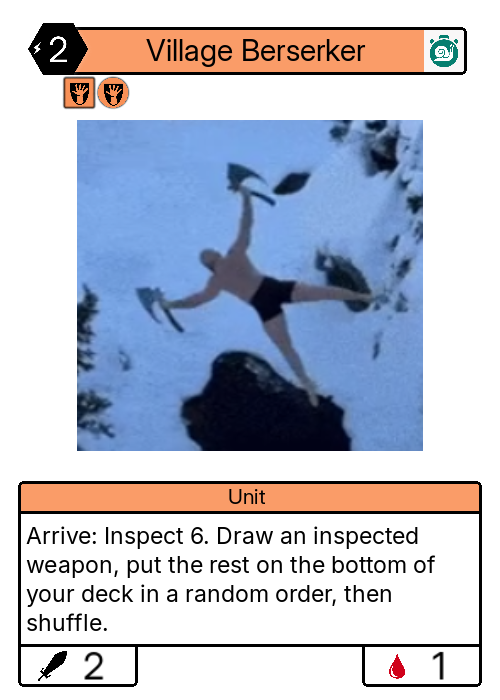 2
Village Berserker
Unit
Arrive: Inspect 6. Draw an inspected
weapon, put the rest on the bottom of
your deck in a random order, then
shuffle.
2
1